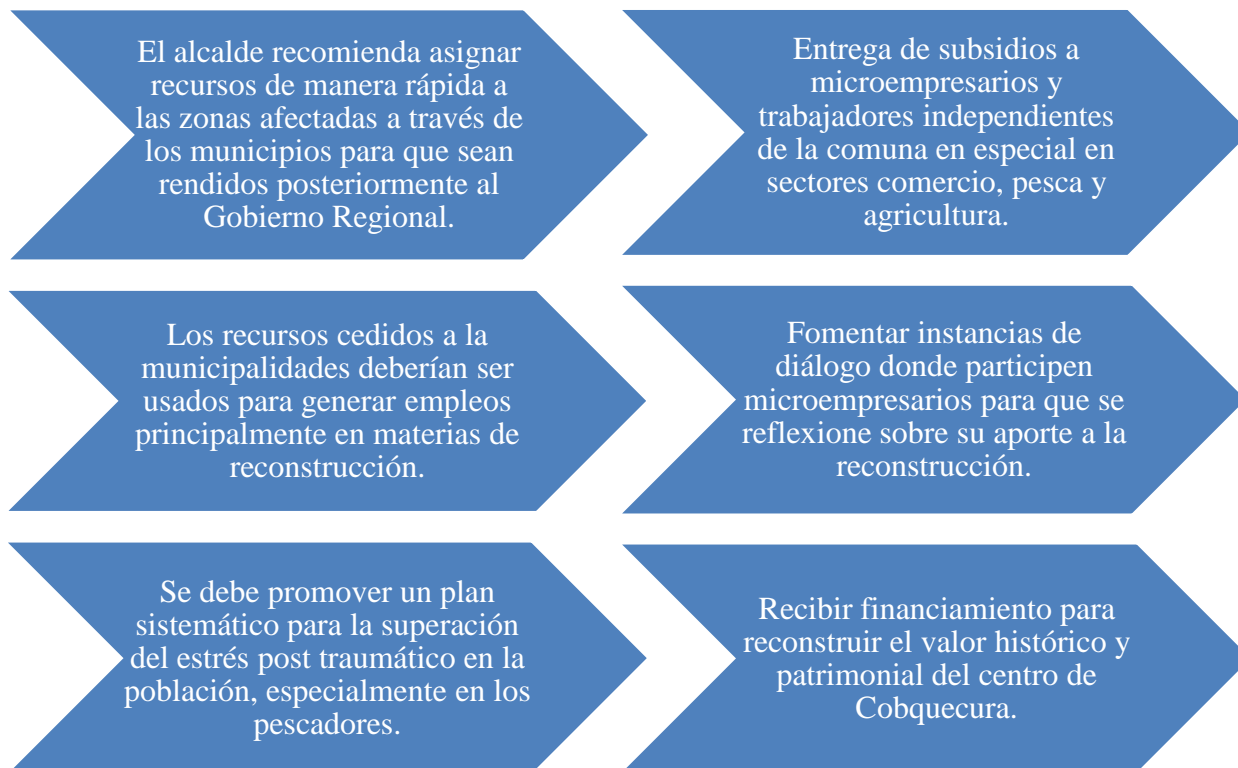 El alcalde recomienda asignar
recursos de manera rápida a
las zonas afectadas a través de
los municipios para que sean
rendidos posteriormente al
Gobierno Regional.
Entrega de subsidios a
microempresarios y
trabajadores independientes
de la comuna en especial en
sectores comercio, pesca y
agricultura.
Los recursos cedidos a la
municipalidades deberían ser
usados para generar empleos
principalmente en materias de
reconstrucción.
Fomentar instancias de
diálogo donde participen
microempresarios para que se
reflexione sobre su aporte a la
reconstrucción.
Se debe promover un plan
sistemático para la superación
del estrés post traumático en la
población, especialmente en los
pescadores.
Recibir financiamiento para
reconstruir el valor histórico y
patrimonial del centro de
Cobquecura.